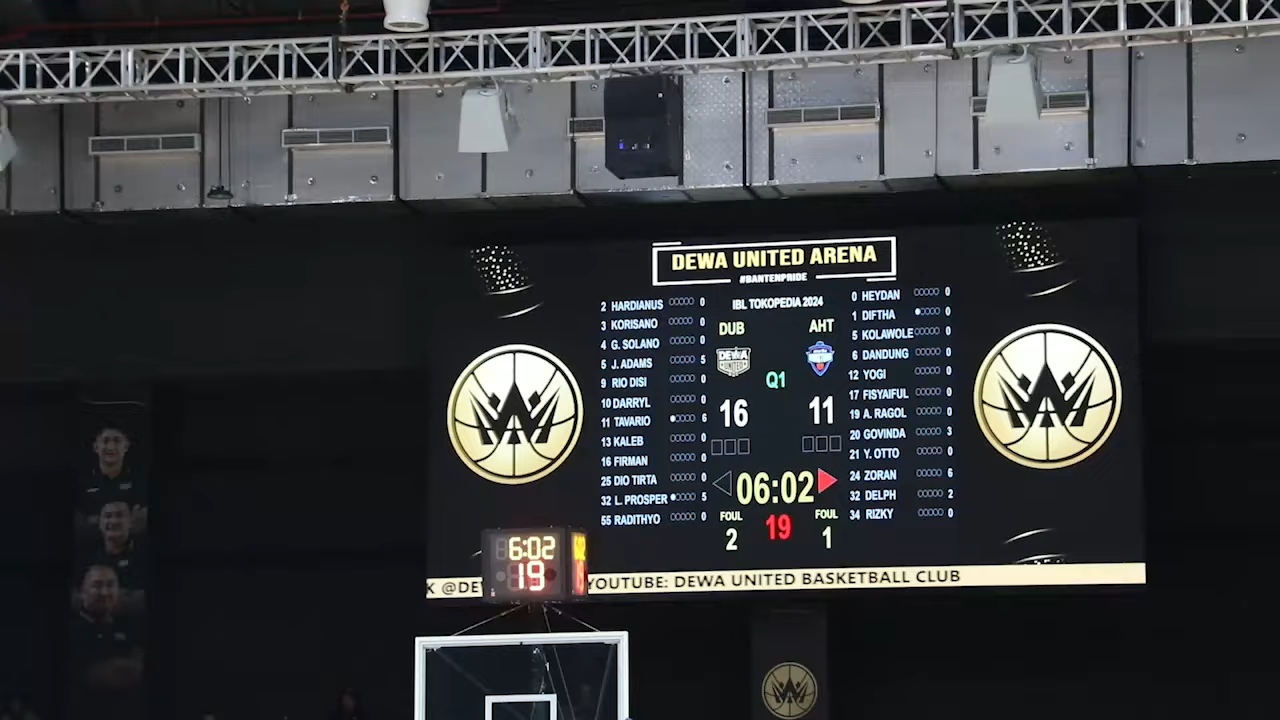 DEWA UNITED ARENA
#BANTENPRIDE
IBL TOKOPEDIA 2024
DUB AHT
DEWA UNITED
Q1
16 11
06:02
FOUL 19 FOUL
2 1
2 HARDIANUS 0
3 KORISANO 0
4 G. SOLANO 0
5 J. ADAMS 5
9 RIO DISI 0
10 DARRYL 0
11 TAVARIO 6
13 KALEB 0
16 FIRMAN 0
25 DIO TIRTA 0
32 L. PROSPER 5
55 RADITHYO 0
0 HEYDAN 0
1 DIFTHA 0
5 KOLAWOLE 0
6 DANDUNG 0
12 YOGI 0
17 FISYAIFUL 0
19 A. RAGOL 0
20 GOVINDA 3
21 Y. OTTO 0
24 ZORAN 6
32 DELPH 2
34 RIZKY 0
6:02
19
K @DEW YOUTUBE: DEWA UNITED BASKETBALL CLUB